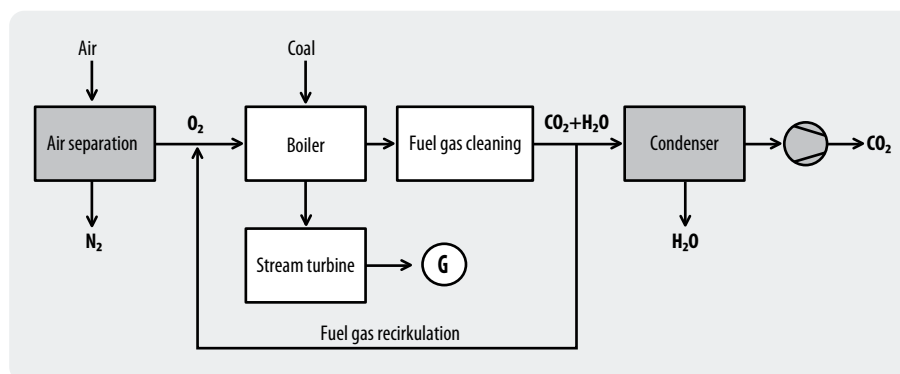 Air
Coal
O₂
CO₂+H₂O
Air separation
Boiler
Fuel gas cleaning
Condenser
CO₂
N₂
H₂O
Stream turbine
G
Fuel gas recirkulation